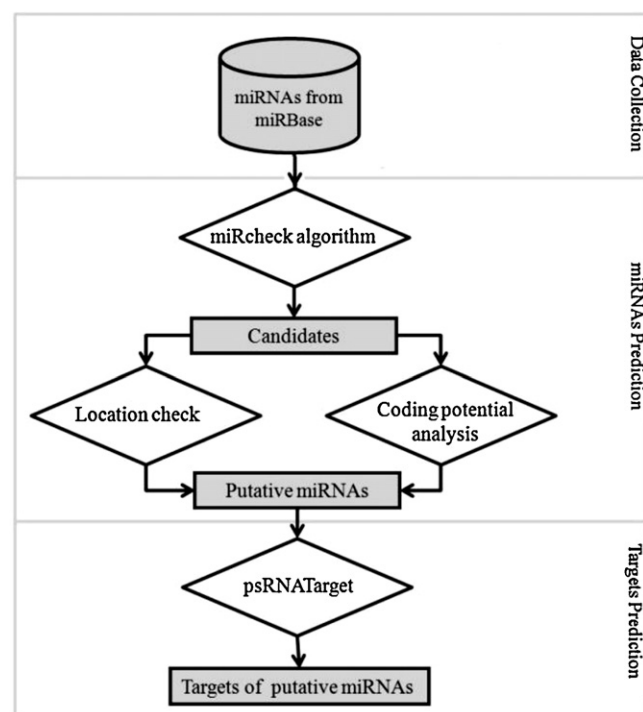 miRNAs from
miRBase
Data Collection
miRcheck algorithm
Candidates
Location check
Coding potential
analysis
Putative miRNAs
miRNAs Prediction
psRNATarget
Targets of putative miRNAs
Targets Prediction